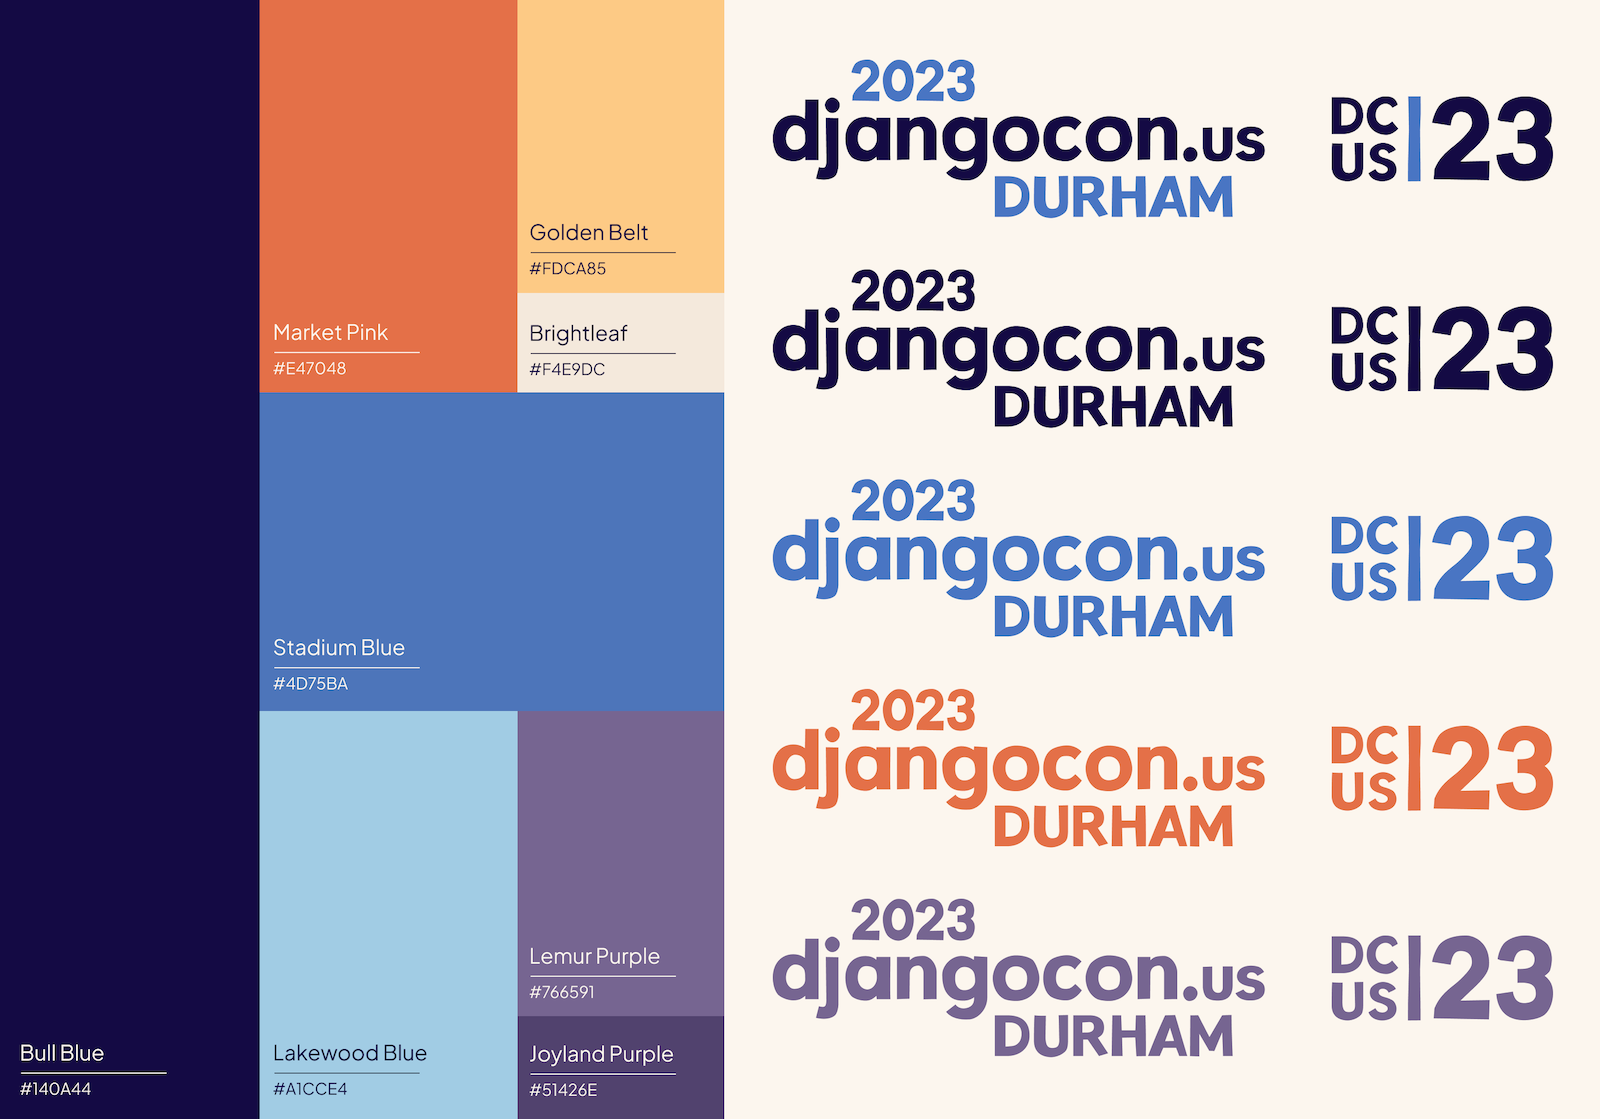 Bull Blue
#140A44
Market Pink
#E47048
Golden Belt
#FDCA85
Brightleaf
#F4E9DC
Stadium Blue
#4D75BA
Lakewood Blue
#A1CCE4
Lemur Purple
#766591
Joyland Purple
#51426E
2023
djangocon.us
DURHAM
DC
US
23
2023
djangocon.us
DURHAM
DC
US
23
2023
djangocon.us
DURHAM
DC
US
23
2023
djangocon.us
DURHAM
DC
US
23
2023
djangocon.us
DURHAM
DC
US
23